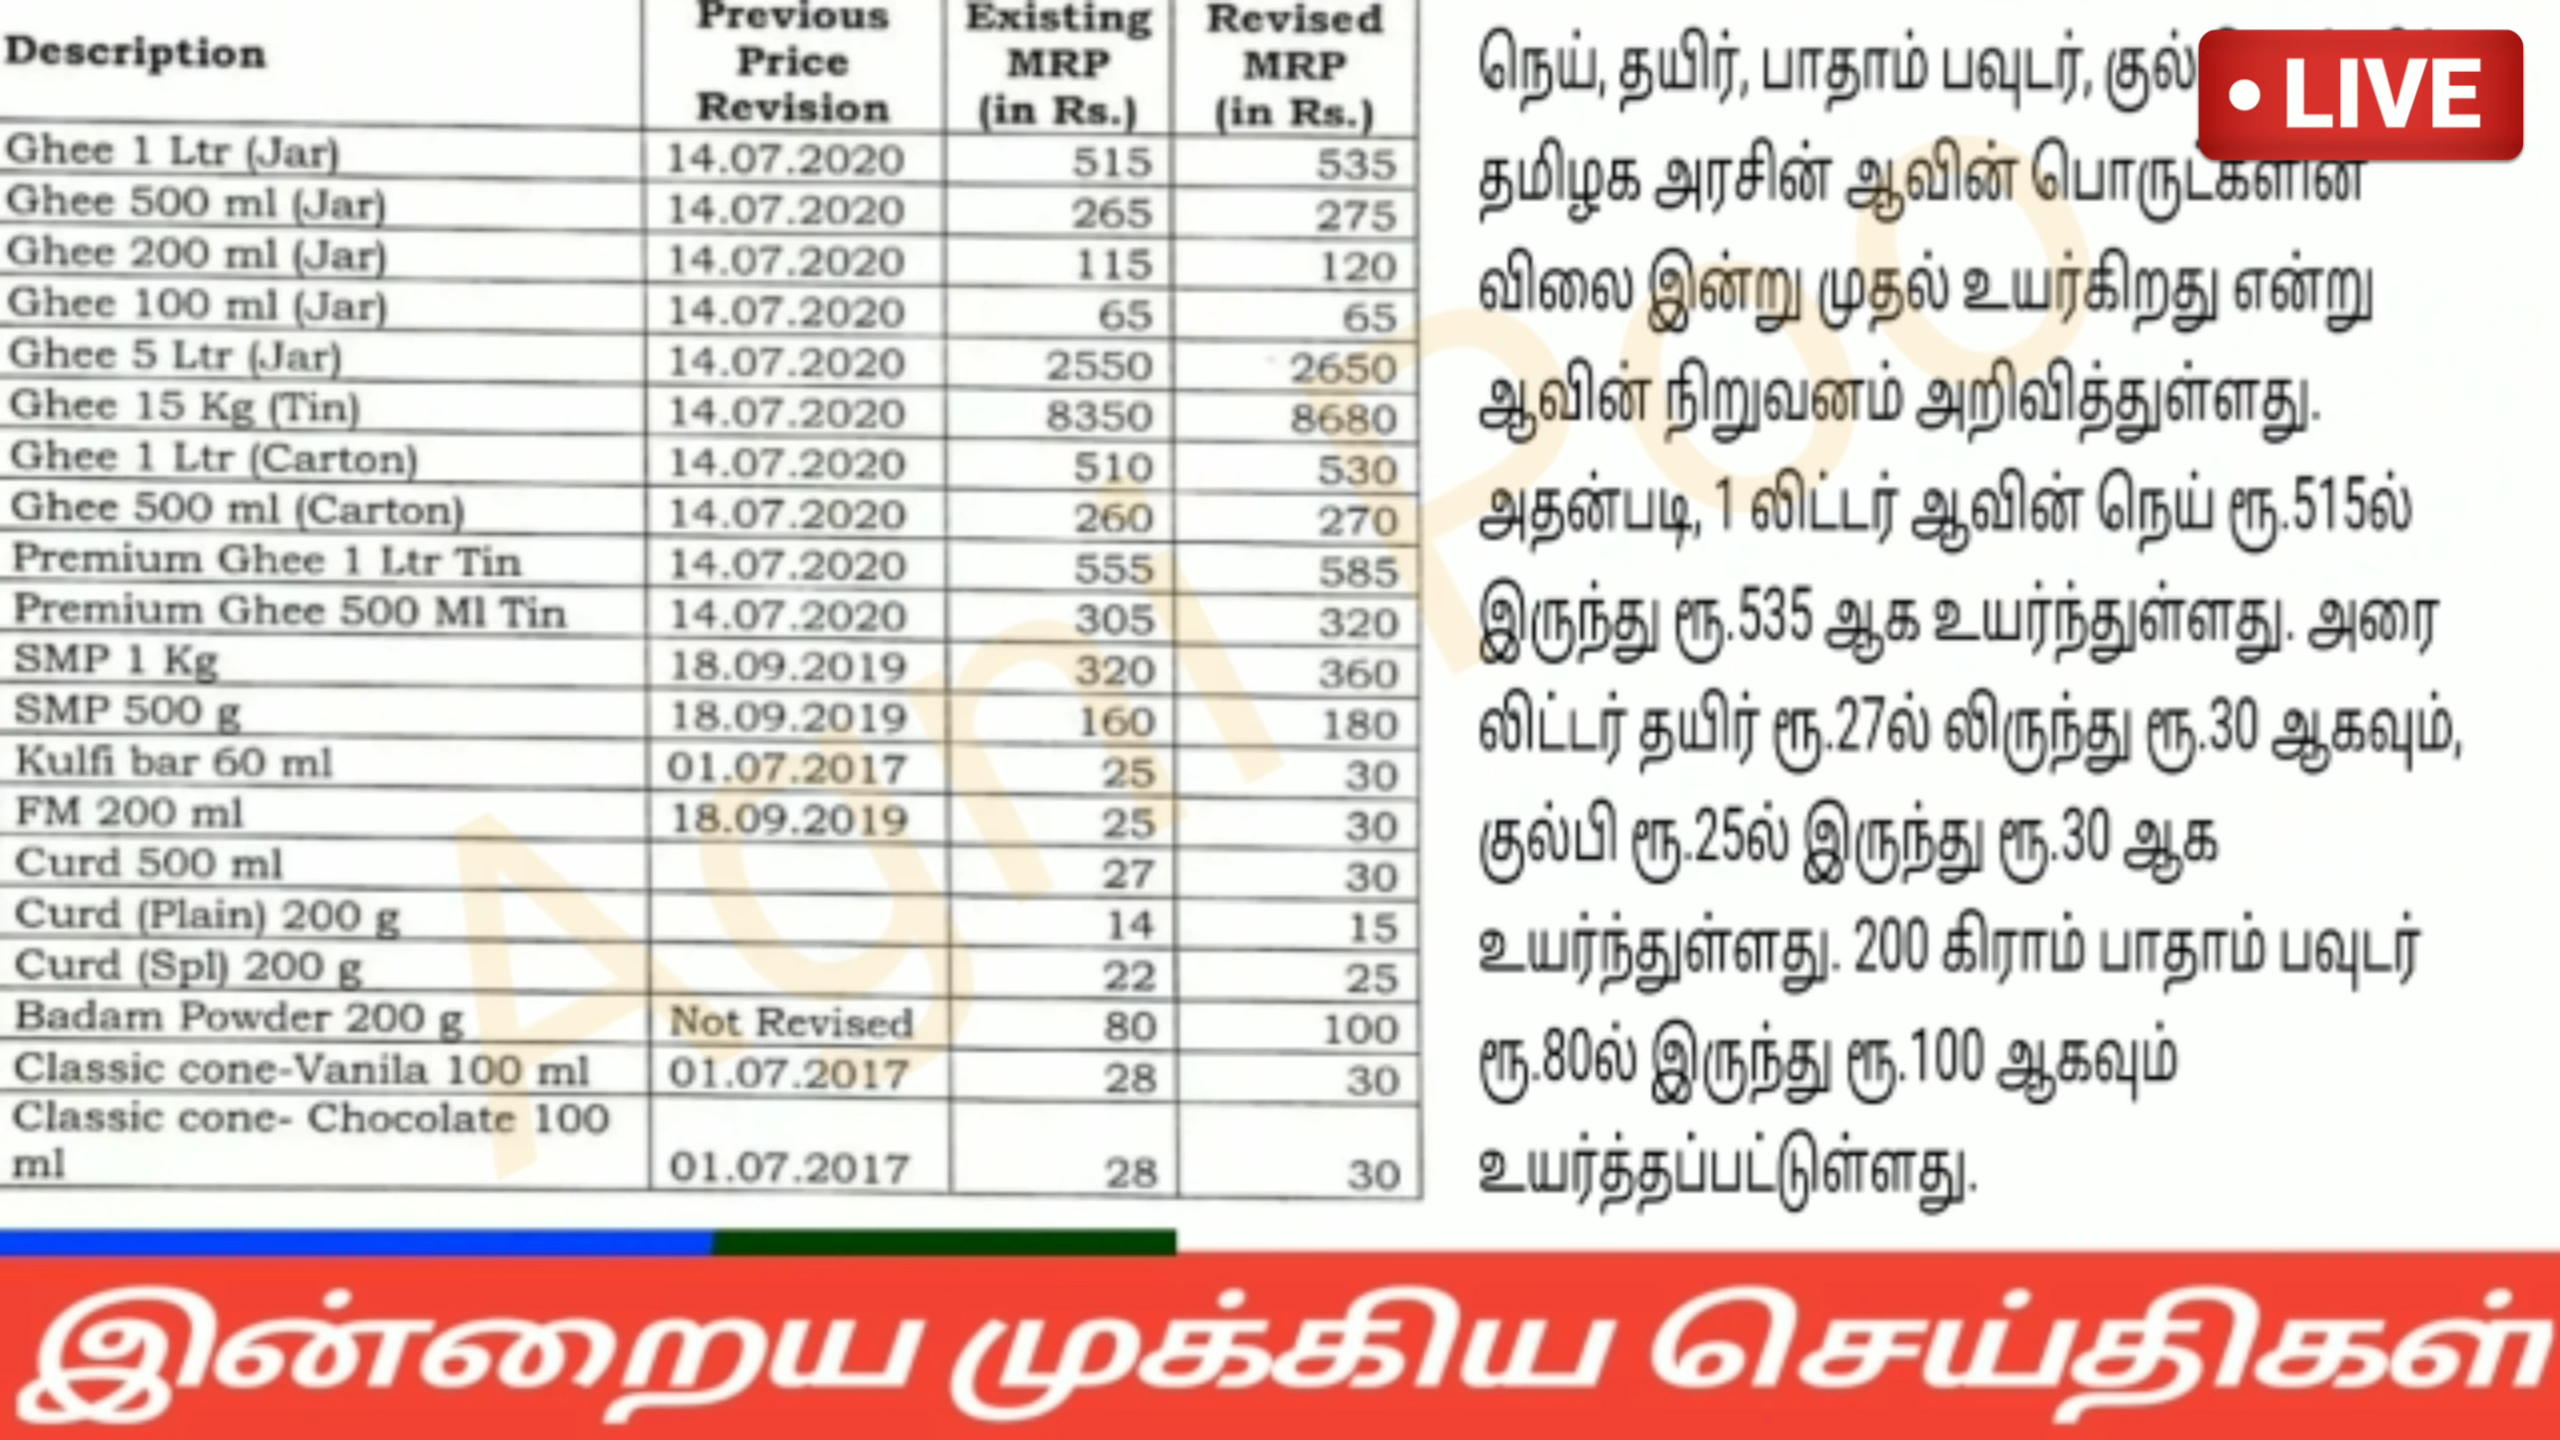 Description Previous Price Revision Existing MRP (in Rs.) Revised MRP (in Rs.)
Ghee 1 Ltr (Jar) 14.07.2020 515 535
Ghee 500 ml (Jar) 14.07.2020 265 275
Ghee 200 ml (Jar) 14.07.2020 115 120
Ghee 100 ml (Jar) 14.07.2020 65 65
Ghee 5 Ltr (Jar) 14.07.2020 2550 2650
Ghee 15 Kg (Tin) 14.07.2020 8350 8680
Ghee 1 Ltr (Carton) 14.07.2020 510 530
Ghee 500 ml (Carton) 14.07.2020 260 270
Premium Ghee 1 Ltr Tin 14.07.2020 555 585
Premium Ghee 500 Ml Tin 14.07.2020 305 320
SMP 1 Kg 18.09.2019 320 360
SMP 500 g 18.09.2019 160 180
Kulfi bar 60 ml 01.07.2017 25 30
FM 200 ml 18.09.2019 25 30
Curd 500 ml 27 30
Curd (Plain) 200 g 14 15
Curd (Spl) 200 g 22 25
Badam Powder 200 g Not Revised 80 100
Classic cone-Vanila 100 ml 01.07.2017 28 30
Classic cone- Chocolate 100
ml 01.07.2017 28 30
நெய், தயிர், பாதாம் பவுடர்,
• LIVE
தமிழக அரசின் ஆவின் பொருட்களின்
விலை இன்று முதல் உயர்கிறது என்று
ஆவின் நிறுவனம் அறிவித்துள்ளது.
அதன்படி, 1 லிட்டர் ஆவின் நெய் ரூ.515ல்
இருந்து ரூ.535 ஆக உயர்ந்துள்ளது. அரை
லிட்டர் தயிர் ரூ.27ல் லிருந்து ரூ.30 ஆகவும்,
குல்பி ரூ.25ல் இருந்து ரூ.30 ஆக
உயர்ந்துள்ளது. 200 கிராம் பாதாம் பவுடர்
ரூ.80ல் இருந்து ரூ.100 ஆகவும்
உயர்த்தப்பட்டுள்ளது.
Agni Poo
இன்றைய முக்கிய செய்திகள்